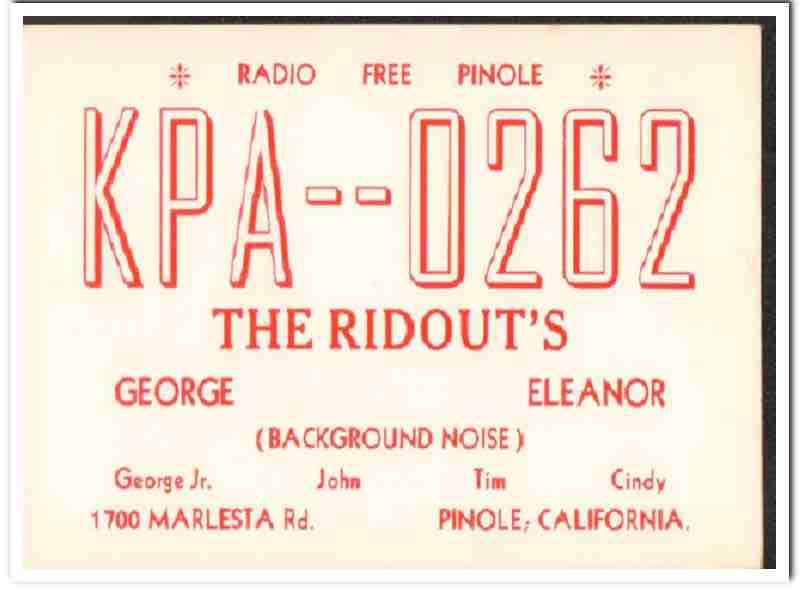 RADIO FREE PINOLE
KPA--0262
THE RIDOUT'S
GEORGE ELEANOR
(BACKGROUND NOISE)
George Jr. John Tim Cindy
1700 MARLESTA Rd. PINOLE, CALIFORNIA.